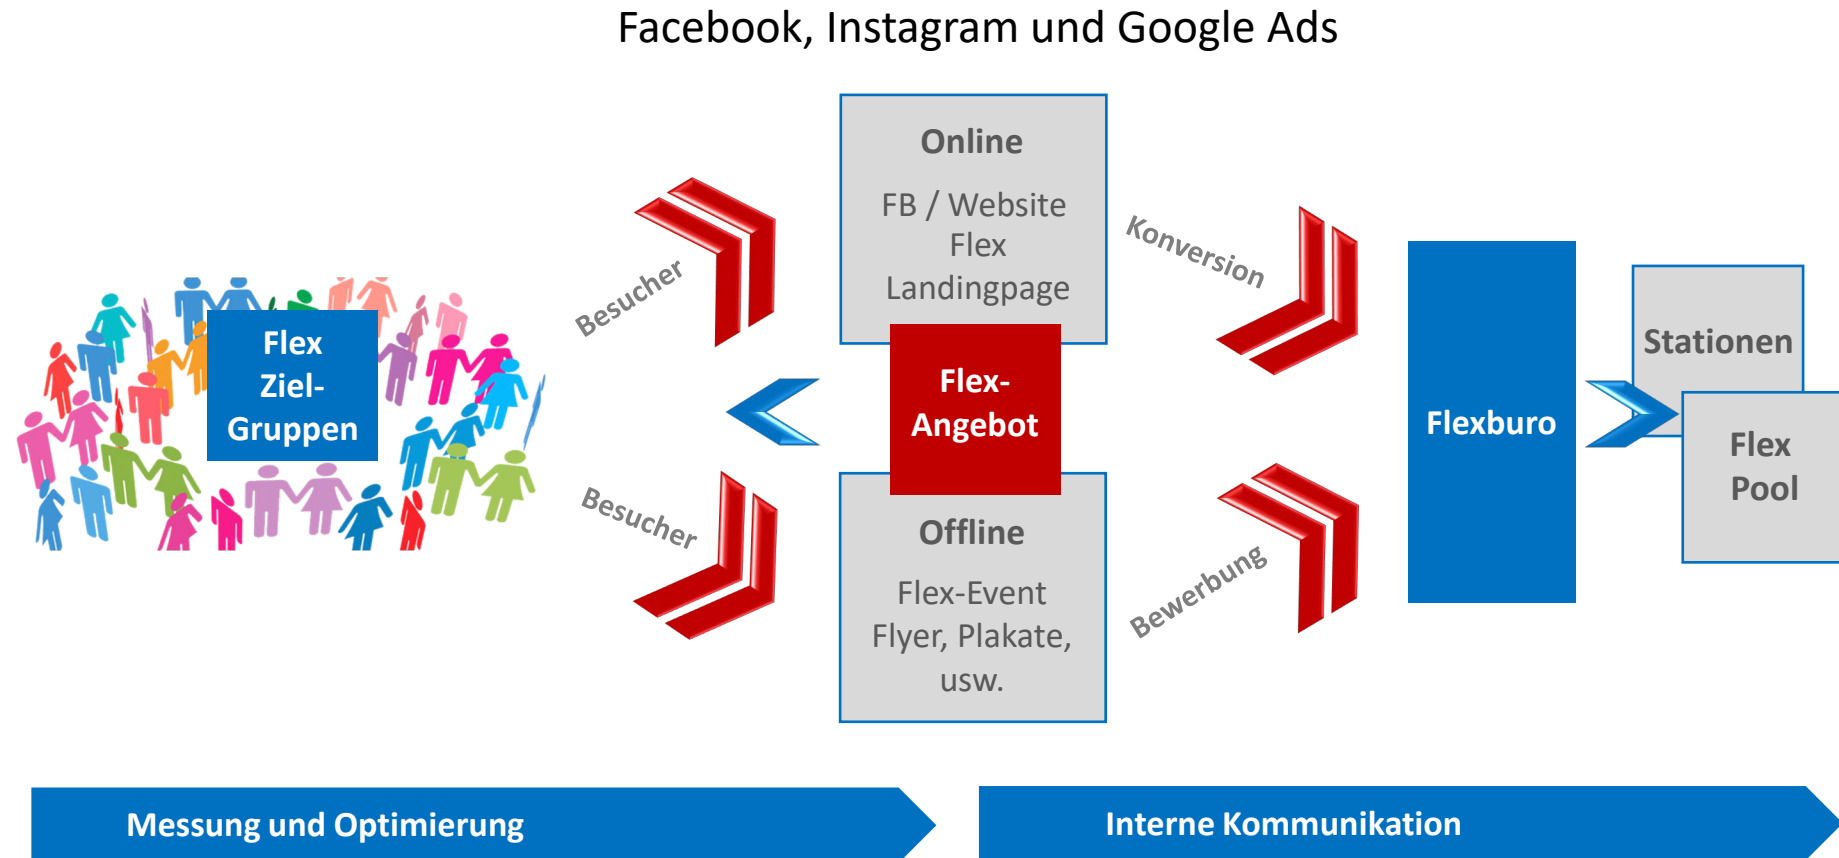 Facebook, Instagram und Google Ads
Online
FB / Website
Flex
Landingpage
Besucher
Konversion
Flex
Ziel-
Gruppen
Flex-
Angebot
Flexburo
Stationen
Flex
Pool
Besucher
Offline
Flex-Event
Flyer, Plakate,
usw.
Bewerbung
Messung und Optimierung
Interne Kommunikation